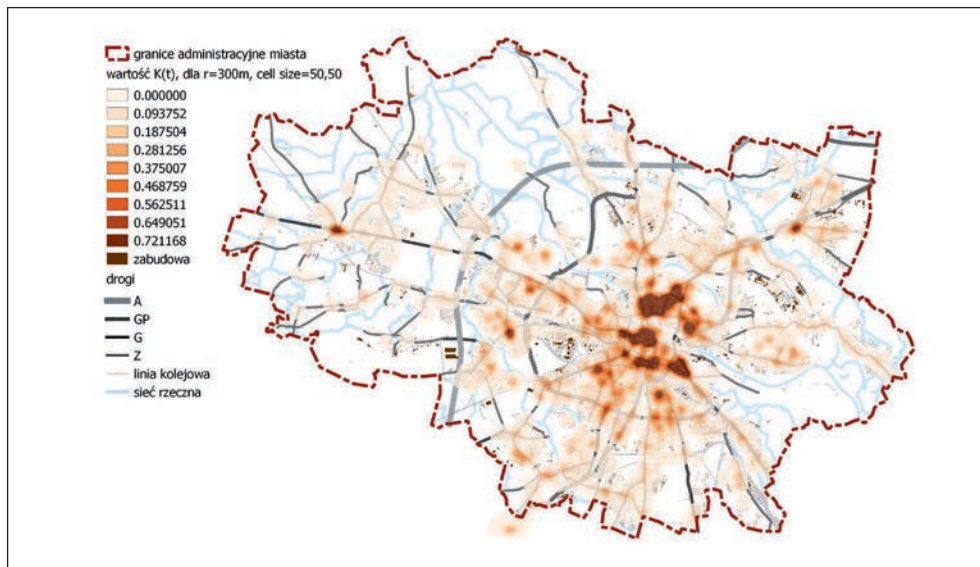 granice administracyjne miasta
wartość K(t), dla r=300m, cell size=50,50
0.000000
0.093752
0.187504
0.281256
0.375007
0.468759
0.562511
0.649051
0.721168
zabudowa
drogi
A
GP
G
Z
linia kolejowa
sieć rzeczna